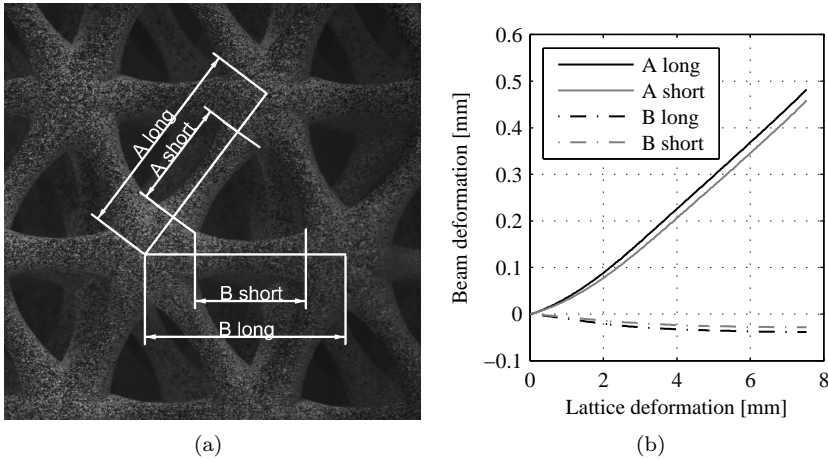 A long
A short
B short
B long
(a)
0.6
0.5
0.4
0.3
0.2
0.1
0
−0.1
Beam deformation [mm]
A long
A short
B long
B short
0 2 4 6 8
Lattice deformation [mm]
(b)